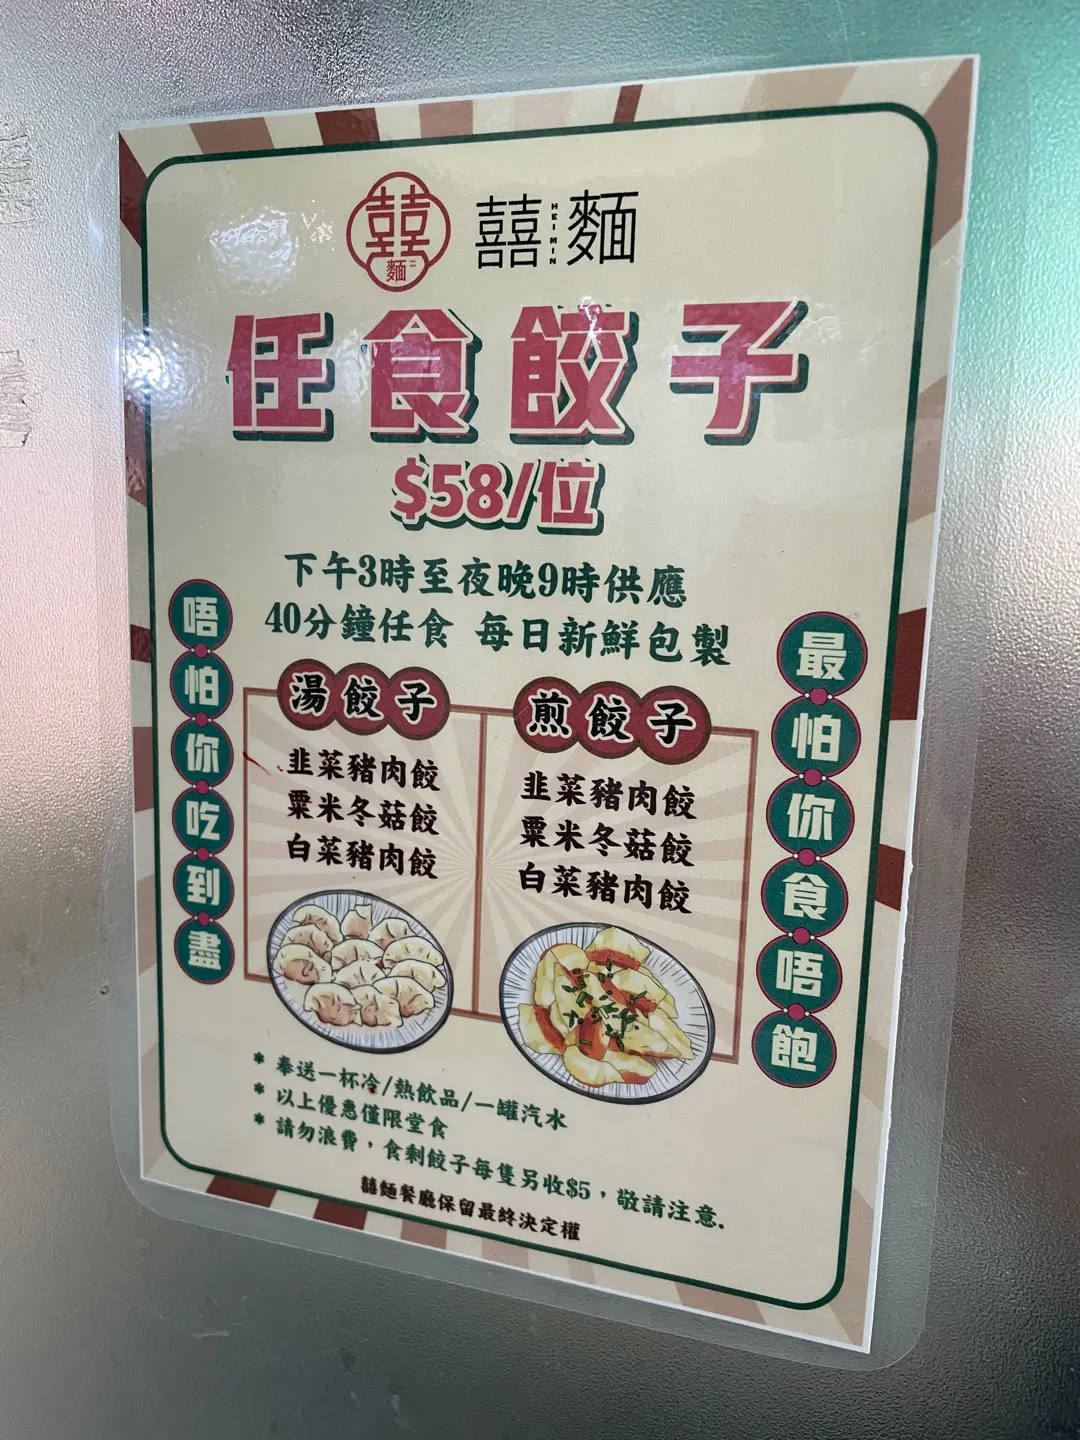 囍
麵
囍麵
HEI MIN
任食餃子
$58/位
下午3時至夜晚9時供應
40分鐘任食 每日新鮮包製
唔怕你吃到盡
湯餃子
韭菜豬肉餃
粟米冬菇餃
白菜豬肉餃
煎餃子
韭菜豬肉餃
粟米冬菇餃
白菜豬肉餃
最怕你食唔飽
* 奉送一杯冷/熱飲品/一罐汽水
* 以上優惠僅限堂食
* 請勿浪費，食剩餃子每隻另收$5，敬請注意.
囍麵餐廳保留最終決定權